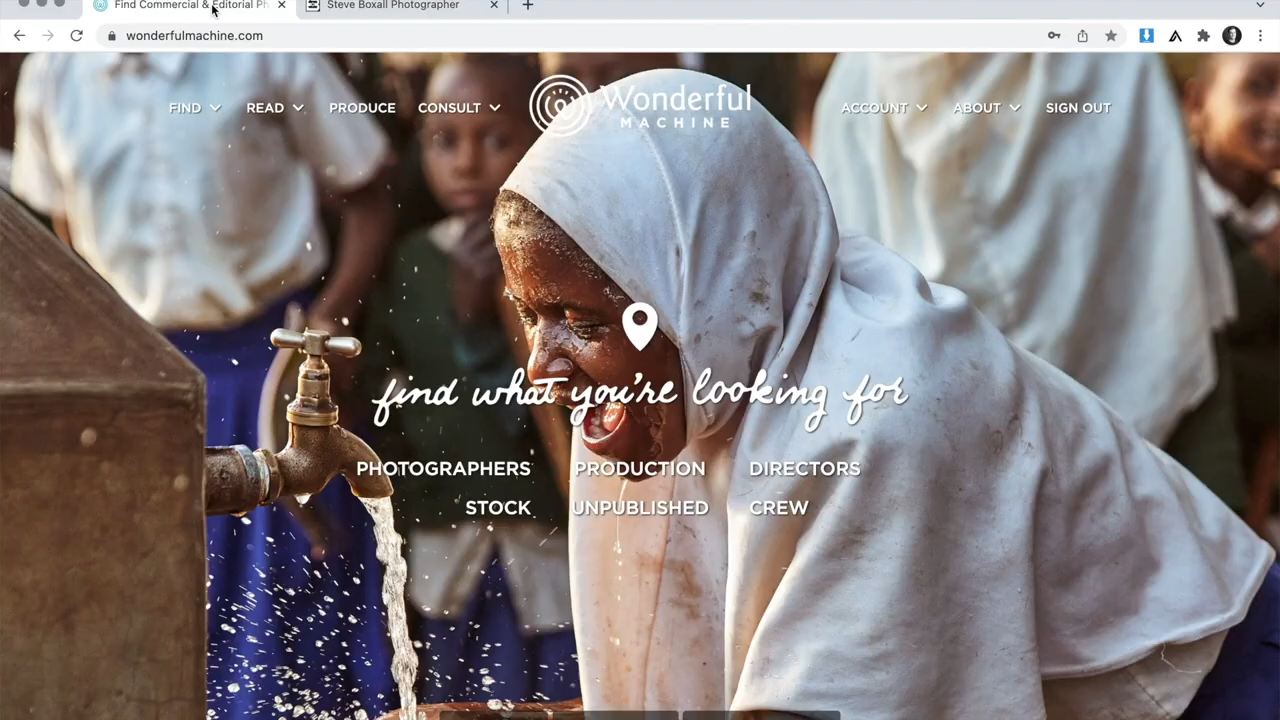 Find Commercial & Editorial Ph
Steve Boxall Photographer
wonderfulmachine.com
FIND READ PRODUCE CONSULT
Wonderful
MACHINE
ACCOUNT ABOUT SIGN OUT
find what you're looking for
PHOTOGRAPHERS PRODUCTION DIRECTORS
STOCK UNPUBLISHED CREW